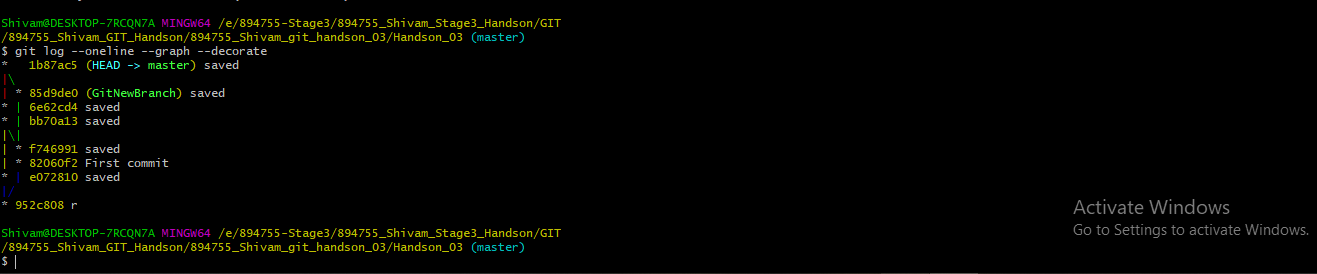 Shivam@DESKTOP-7RCQN7A MINGW64 /e/894755-Stage3/894755_Shivam_Stage3_Handson/GIT
/894755_Shivam_GIT_Handson/894755_Shivam_git_handson_03/Handson_03 (master)
$ git log --oneline --graph --decorate
*   1b87ac5 (HEAD -> master) saved
|\
| * 85d9de0 (GitNewBranch) saved
* | 6e62cd4 saved
* | bb70a13 saved
|\|
| * f746991 saved
| * 82060f2 First commit
* | e072810 saved
|/
* 952c808 r
Shivam@DESKTOP-7RCQN7A MINGW64 /e/894755-Stage3/894755_Shivam_Stage3_Handson/GIT
/894755_Shivam_GIT_Handson/894755_Shivam_git_handson_03/Handson_03 (master)
$
Activate Windows
Go to Settings to activate Windows.